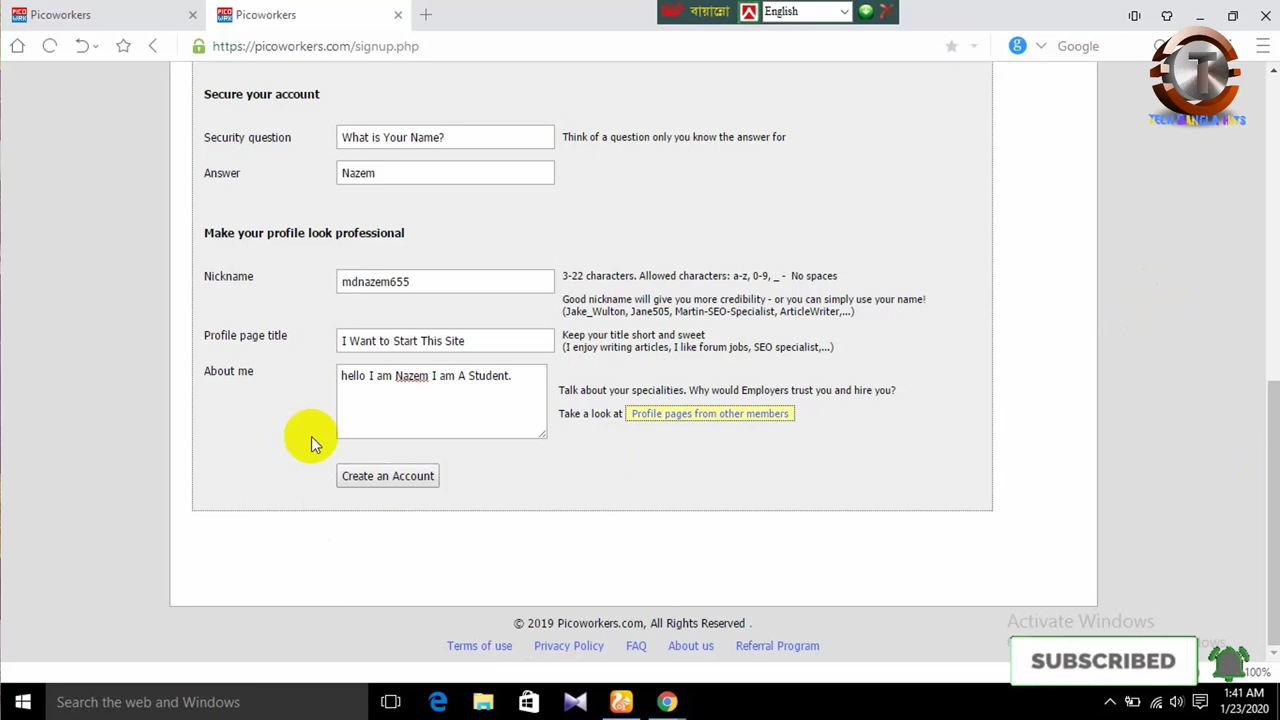 Picoworkers
Picoworkers
বায়ান্নো
English
https://picoworkers.com/signup.php
Google
Secure your account
Security question
What is Your Name?
Think of a question only you know the answer for
Answer
Nazem
Make your profile look professional
Nickname
mdnazem655
3-22 characters. Allowed characters: a-z, 0-9, _ - No spaces
Good nickname will give you more credibility - or you can simply use your name!
(Jake_Wulton, Jane505, Martin-SEO-Specialist, ArticleWriter,...)
Profile page title
I Want to Start This Site
Keep your title short and sweet
(I enjoy writing articles, I like forum jobs, SEO specialist,...)
About me
hello I am Nazem I am A Student.
Talk about your specialities. Why would Employers trust you and hire you?
Take a look at Profile pages from other members
Create an Account
© 2019 Picoworkers.com, All Rights Reserved .
Terms of use Privacy Policy FAQ About us Referral Program
Activate Windows
SUBSCRIBED
100%
Search the web and Windows
1:41 AM
1/23/2020